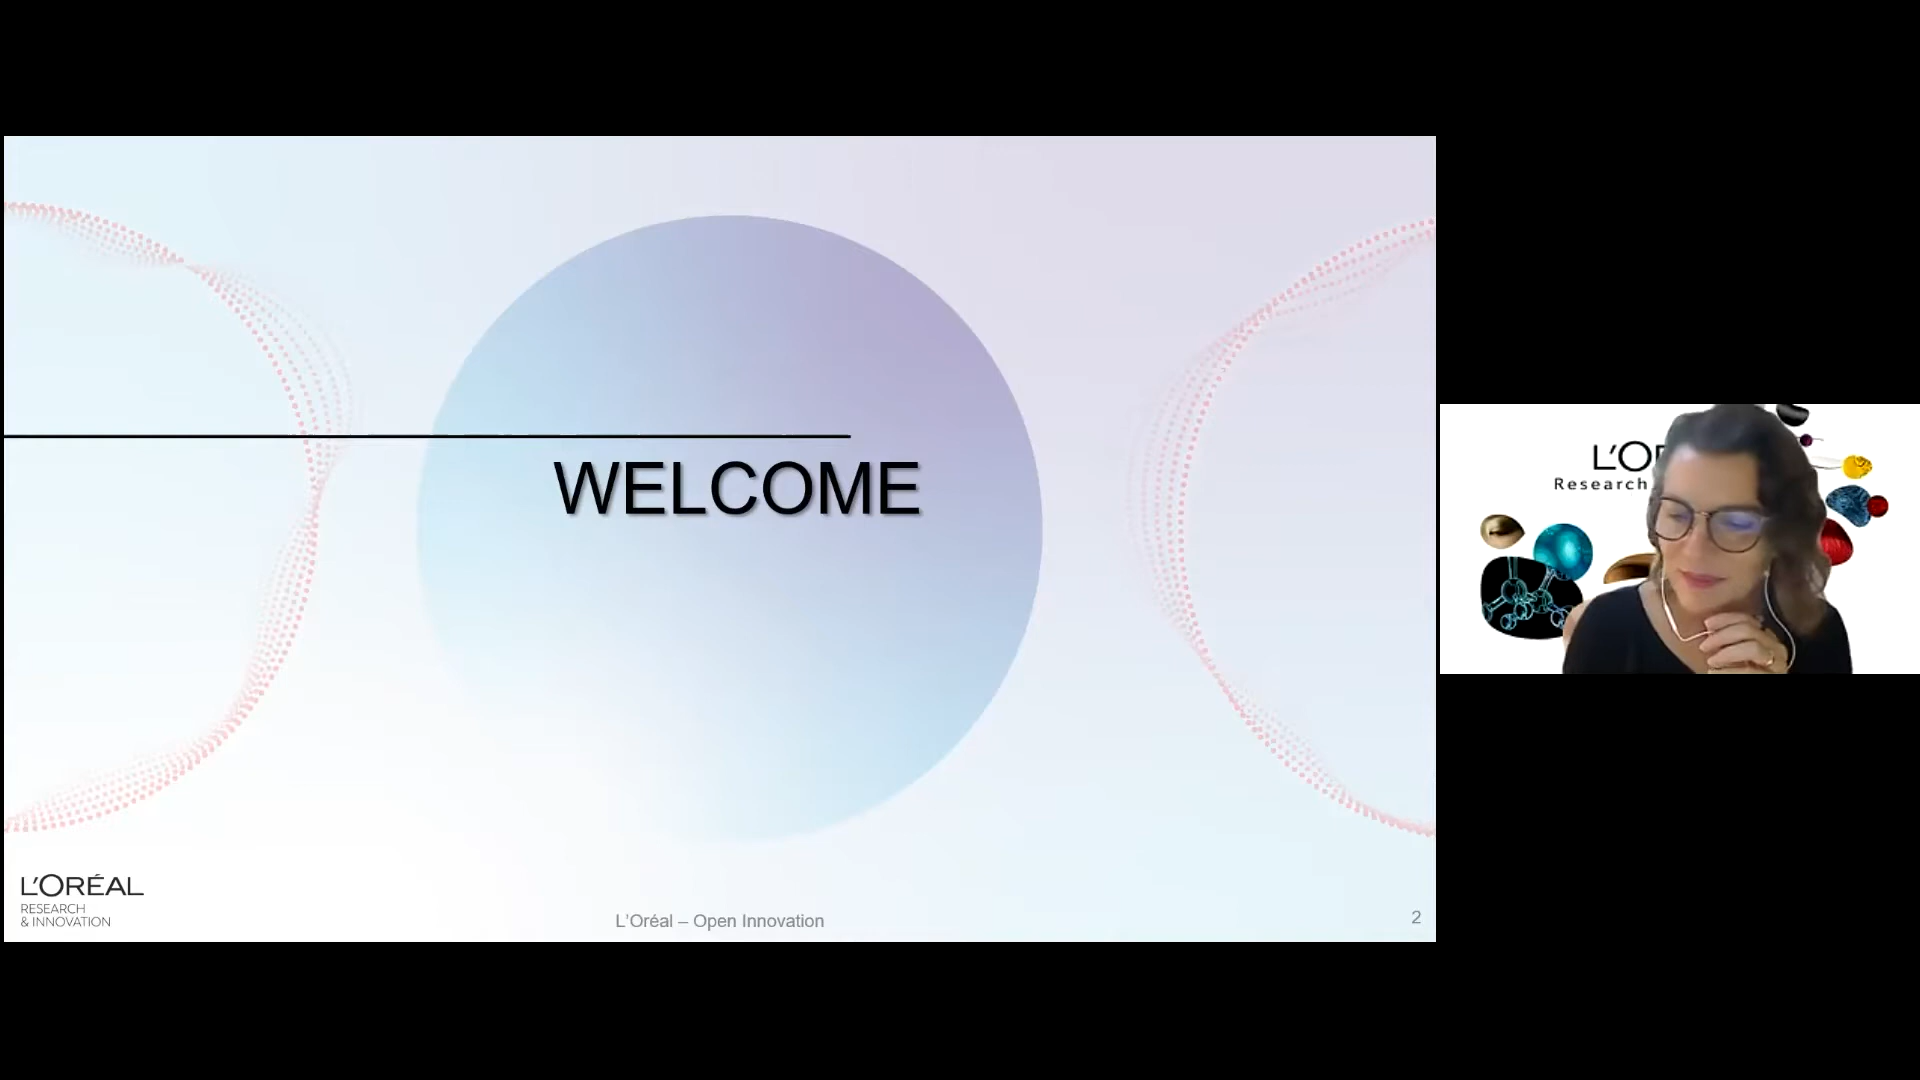 WELCOME
L'ORÉAL
RESEARCH
& INNOVATION
L'Oréal – Open Innovation
2
Research